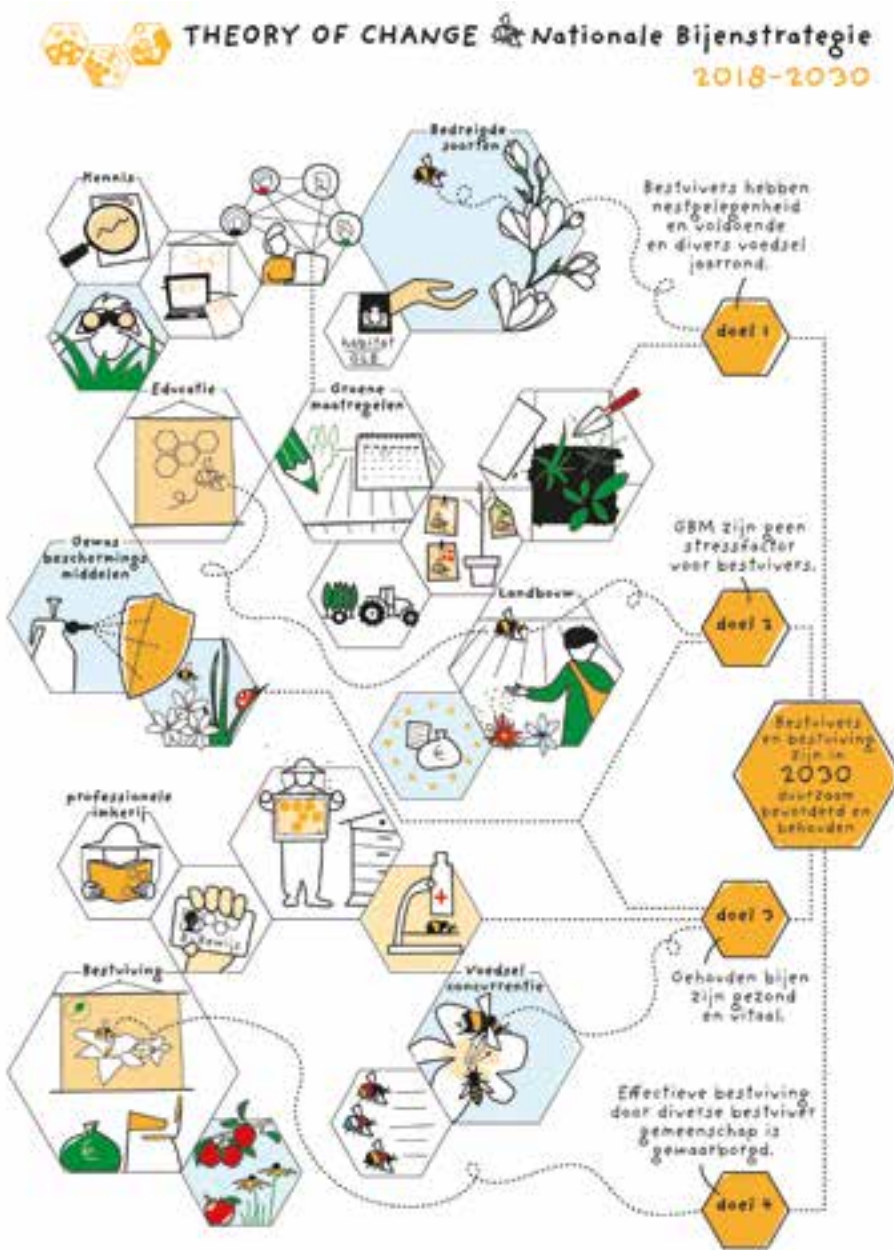 THEORY OF CHANGE Nationale Bijenstrategie
2018-2030
Bedreigde
soorten
Kennis
Bestuivers hebben
nestgelegenheid
en voldoende
en divers voedsel
jaarrond.
doel 1
habitat
GLB
Educatie
Groene
maatregelen
GBM zijn geen
stressfactor
voor bestuivers.
Gewas
beschermings
middelen
Landbouw
doel 2
Bestuivers
en bestuiving
zijn in
2030
duurzaam
bevorderd en
behouden
professionele
imkerij
doel 3
bewijs
Bestuiving
Voedsel
concurrentie
Gehouden bijen
zijn gezond
en vitaal.
Effectieve bestuiving
door diverse bestuiver
gemeenschap is
gewaarborgd.
doel 4